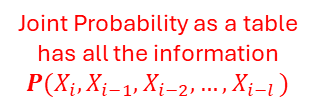 Joint Probability as a table
has all the information
P(Xᵢ, Xᵢ₋₁, Xᵢ₋₂, ..., Xᵢ₋ₗ )